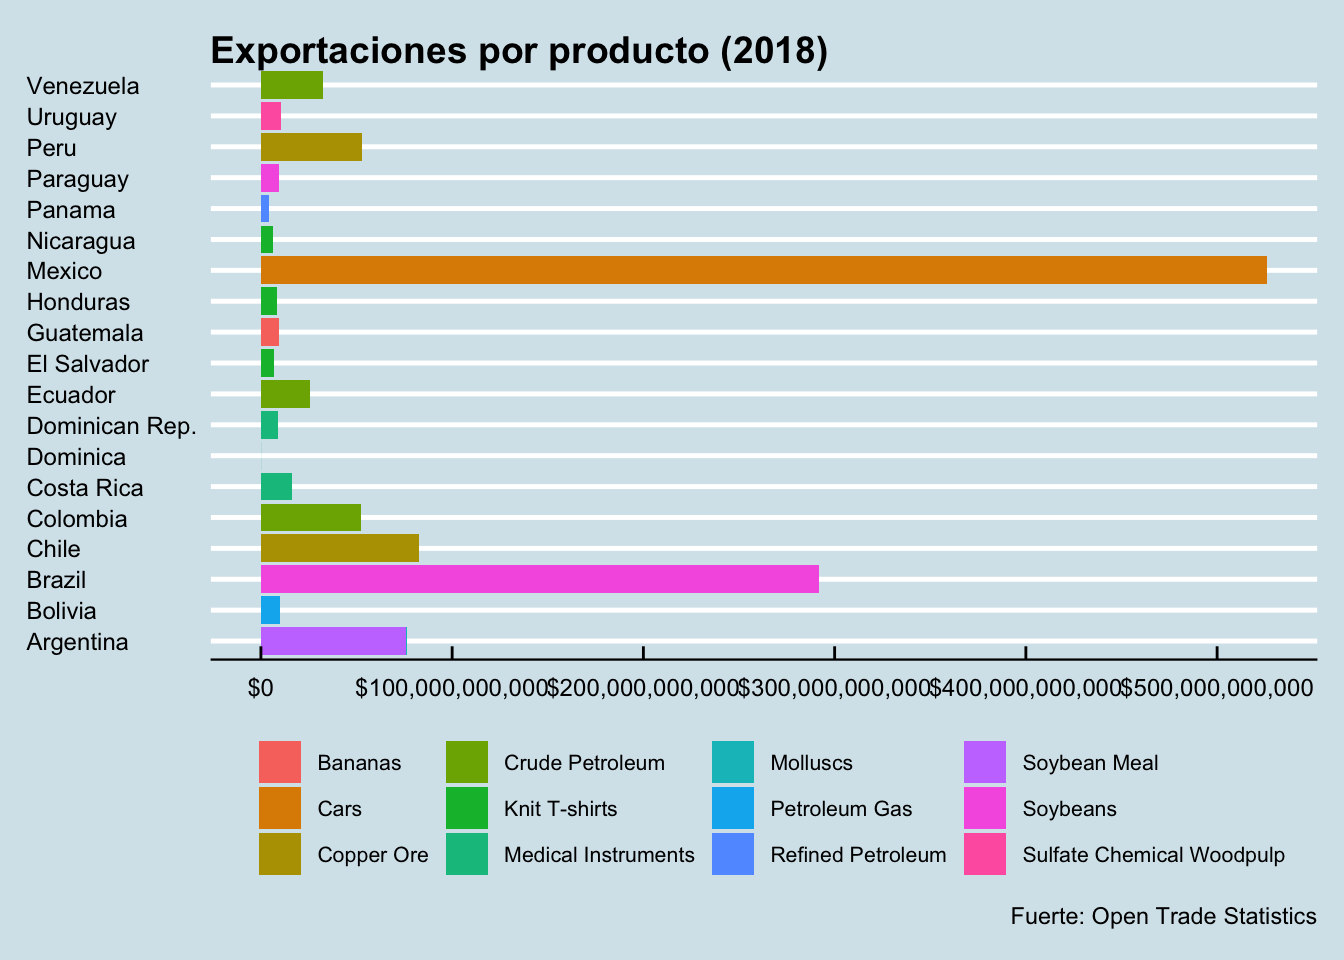 Exportaciones por producto (2018)
Venezuela
Uruguay
Peru
Paraguay
Panama
Nicaragua
Mexico
Honduras
Guatemala
El Salvador
Ecuador
Dominican Rep.
Dominica
Costa Rica
Colombia
Chile
Brazil
Bolivia
Argentina
$0 $100,000,000,000 $200,000,000,000 $300,000,000,000 $400,000,000,000 $500,000,000,000
Bananas Crude Petroleum Molluscs Soybean Meal
Cars Knit T-shirts Petroleum Gas Soybeans
Copper Ore Medical Instruments Refined Petroleum Sulfate Chemical Woodpulp
Fuerte: Open Trade Statistics